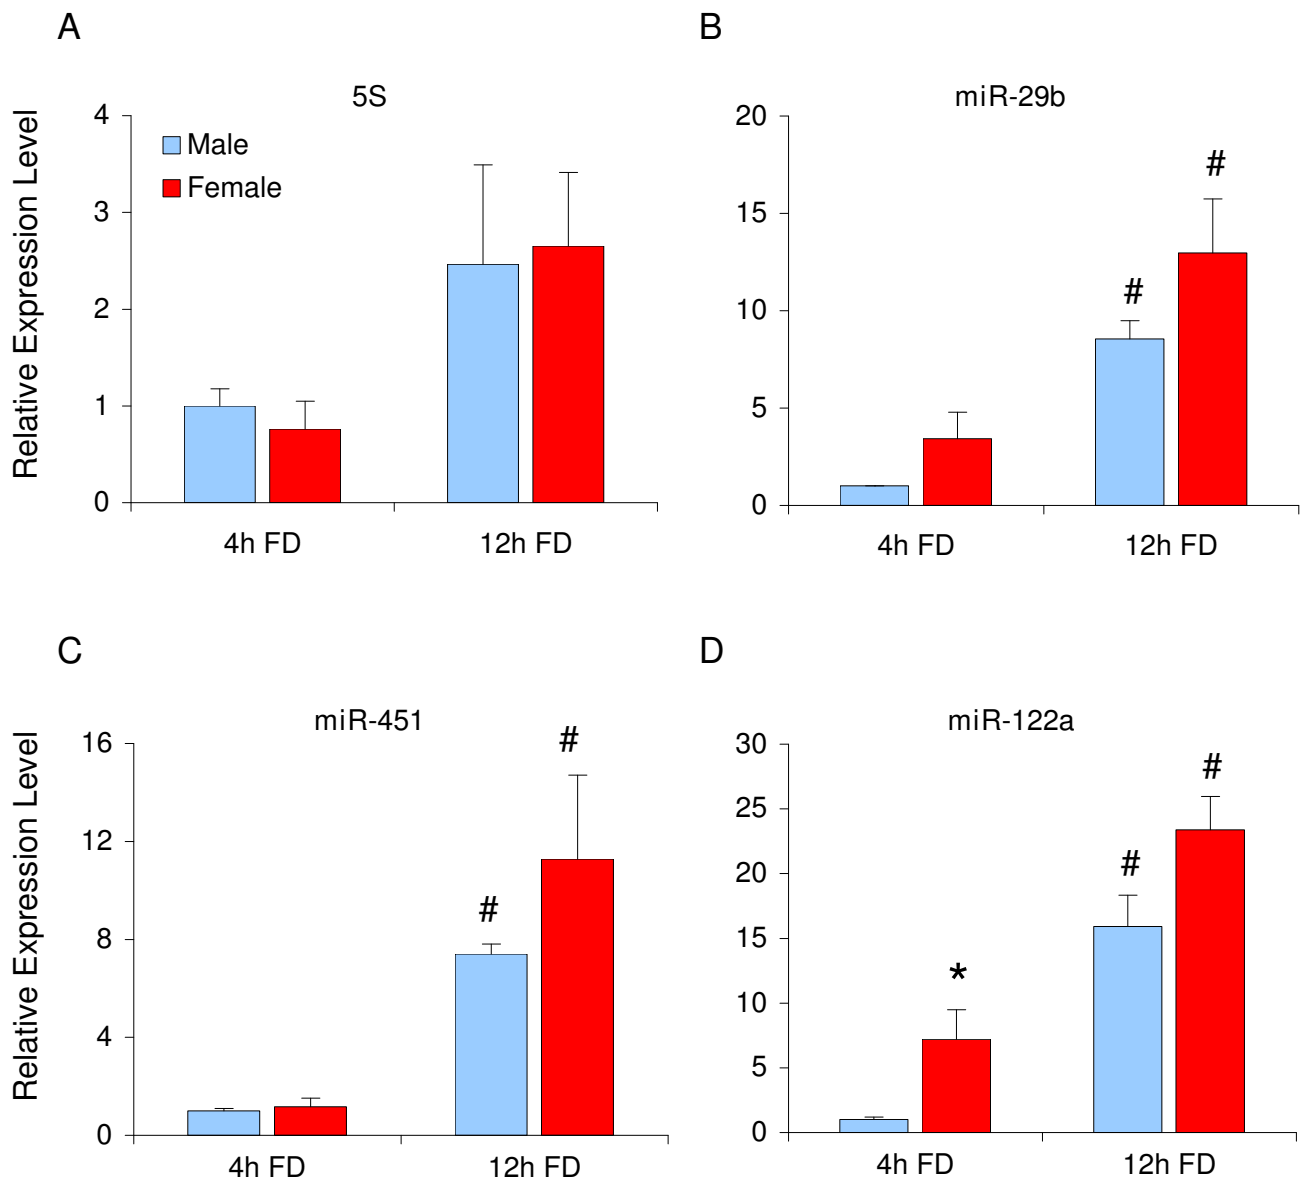 A
5S
Relative Expression Level
4
3
2
1
0
Male
Female
4h FD
12h FD
B
miR-29b
20
15
10
5
0
#
#
4h FD
12h FD
C
miR-451
Relative Expression Level
16
12
8
4
0
#
#
4h FD
12h FD
D
miR-122a
30
25
20
15
10
5
0
*
#
#
4h FD
12h FD